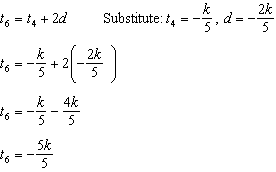 t₆ = t₄ + 2d Substitute: t₄ = −k/5 , d = −2k/5
t₆ = −k/5 + 2(−2k/5)
t₆ = −k/5 − 4k/5
t₆ = −5k/5